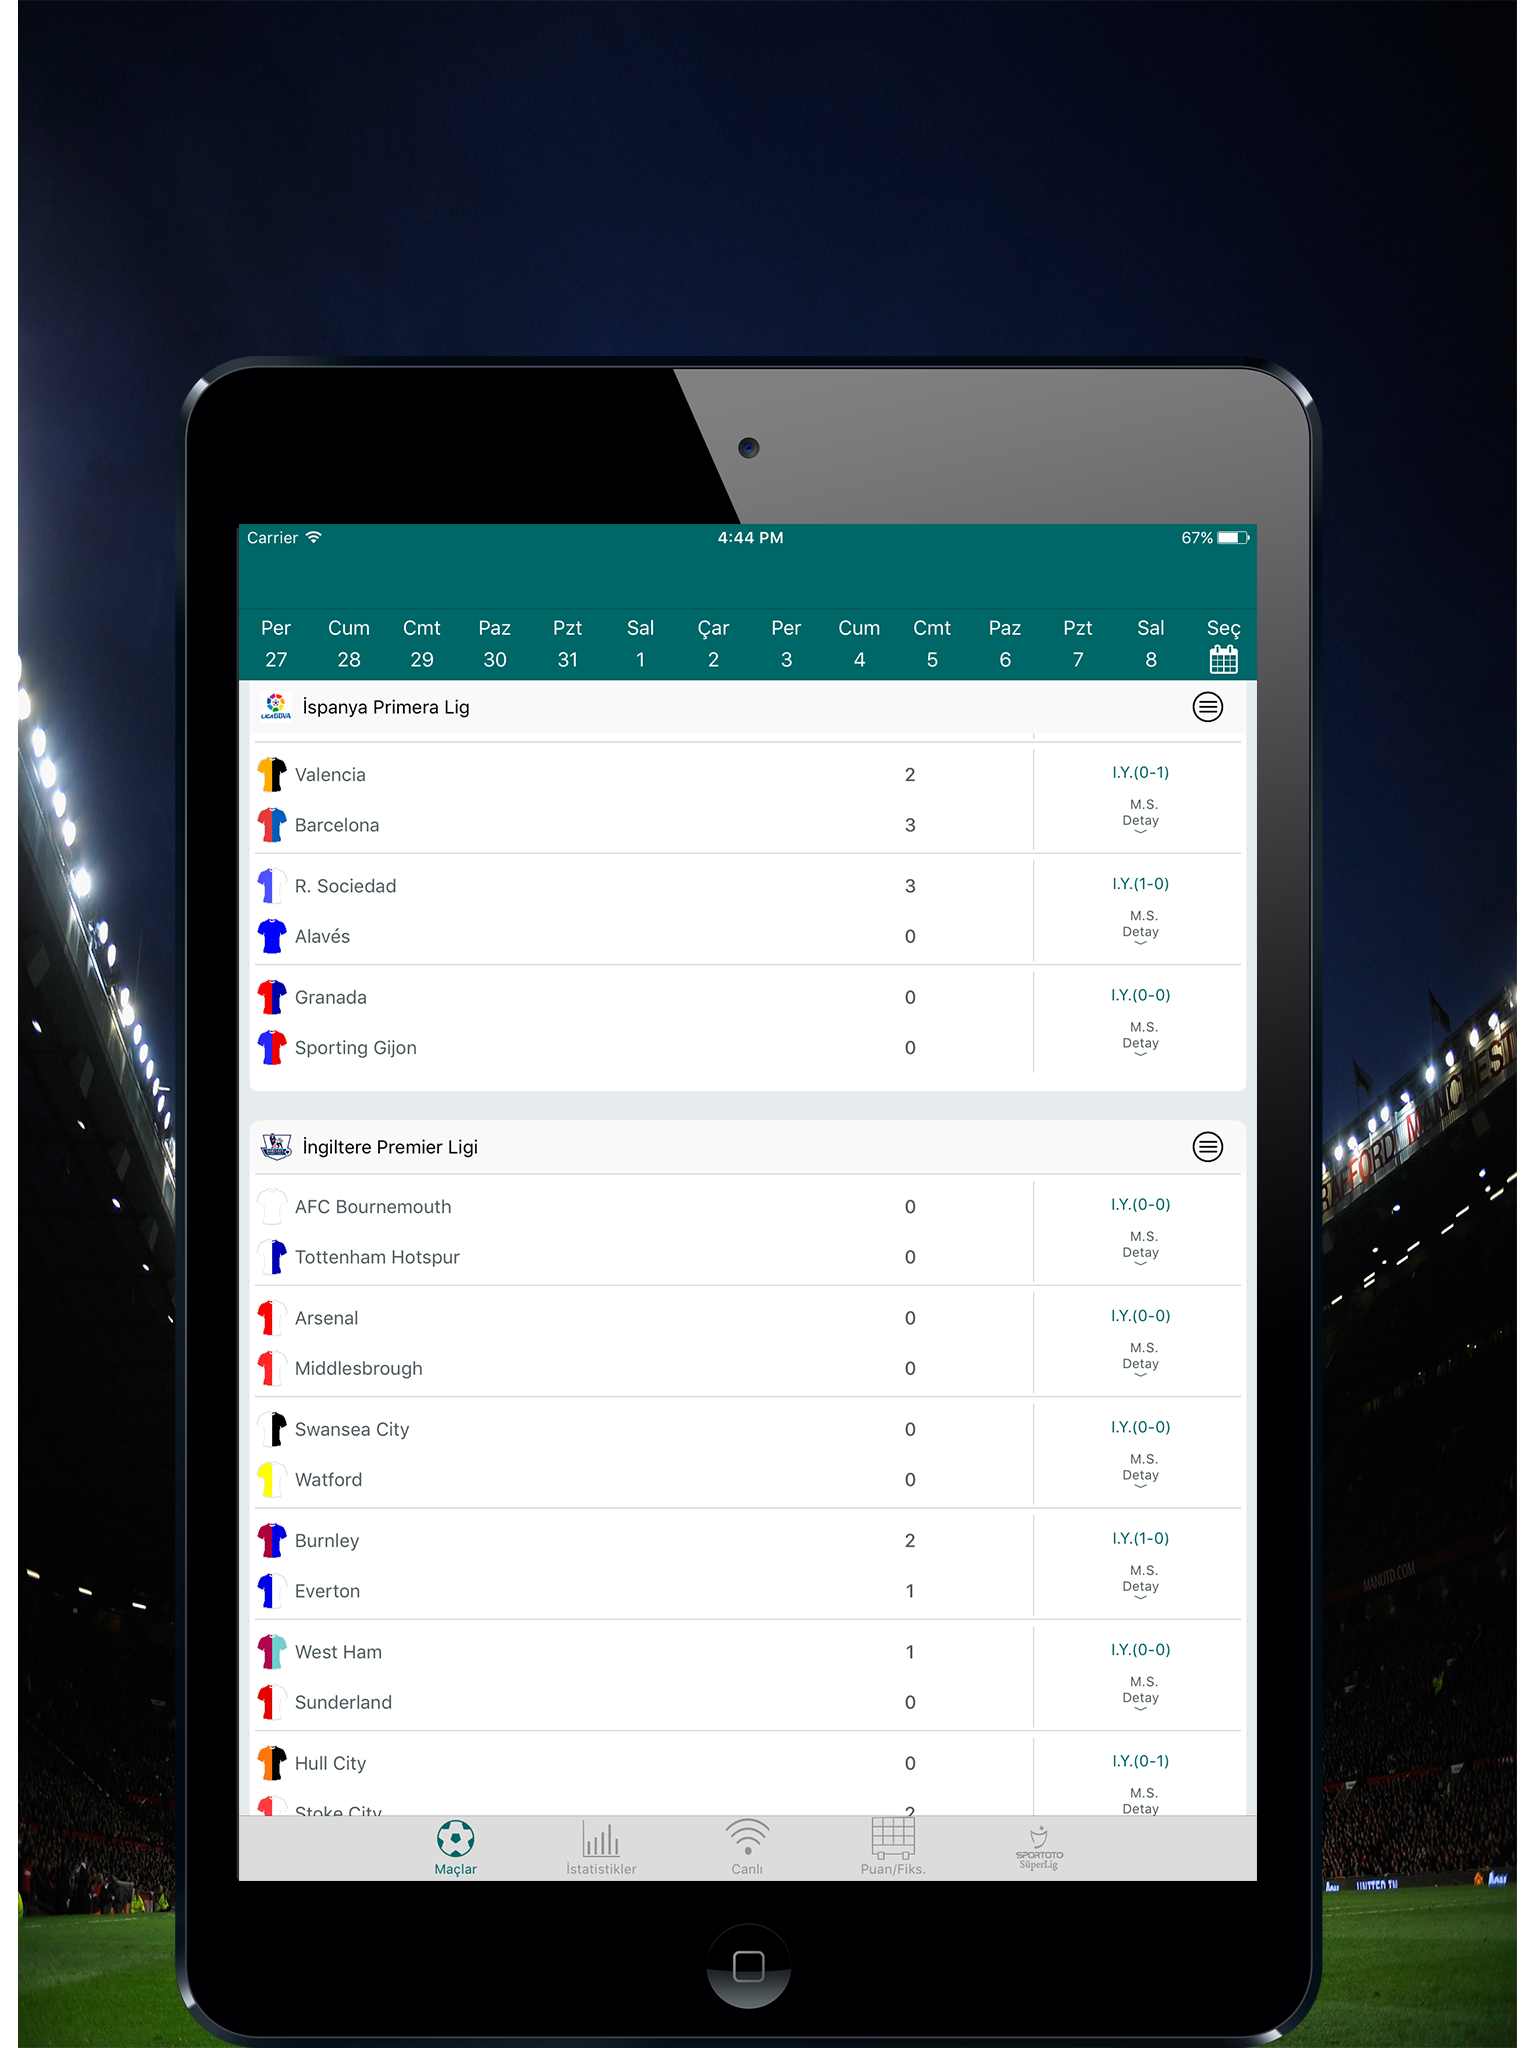 Carrier 4:44 PM 67%
Per Cum Cmt Paz Pzt Sal Çar Per Cum Cmt Paz Pzt Sal Seç
27 28 29 30 31 1 2 3 4 5 6 7 8
LIGA BBVA İspanya Primera Lig
Valencia 2 I.Y.(0-1)
M.S.
Barcelona 3 Detay
R. Sociedad 3 I.Y.(1-0)
M.S.
Alavés 0 Detay
Granada 0 I.Y.(0-0)
M.S.
Sporting Gijon 0 Detay
İngiltere Premier Ligi
AFC Bournemouth 0 I.Y.(0-0)
M.S.
Tottenham Hotspur 0 Detay
Arsenal 0 I.Y.(0-0)
M.S.
Middlesbrough 0 Detay
Swansea City 0 I.Y.(0-0)
M.S.
Watford 0 Detay
Burnley 2 I.Y.(1-0)
M.S.
Everton 1 Detay
West Ham 1 I.Y.(0-0)
M.S.
Sunderland 0 Detay
Hull City 0 I.Y.(0-1)
M.S.
Stoke City 2 Detay
Maçlar İstatistikler Canlı Puan/Fiks. SPORTOTO
SüperLig
MANUTD.COM
UNITED